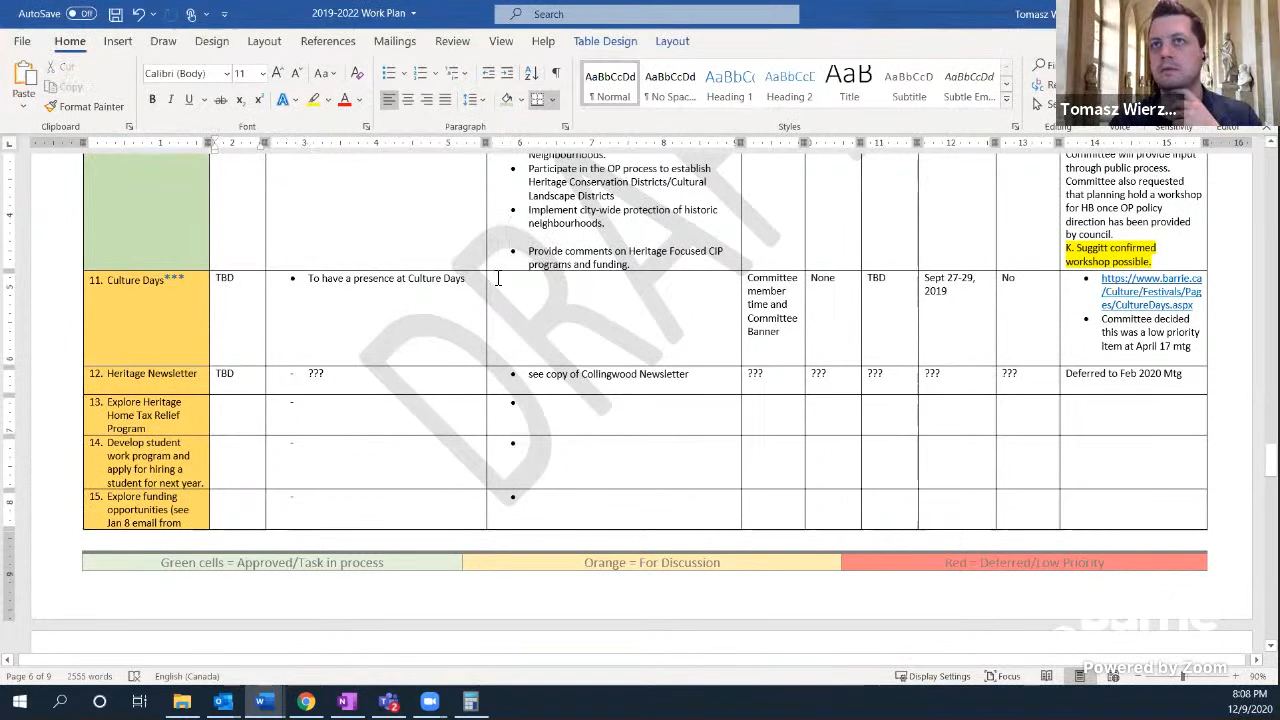 AutoSave Off 2019-2022 Work Plan Search Tomasz Wier
File Home Insert Draw Design Layout References Mailings Review View Help Table Design Layout
Paste Cut Copy Format Painter
Calibri (Body) 11
AaBbCcDd AaBbCcDd AaBbC AaBbCc AaB AaBbCcD AaBbCcDd
¶ Normal ¶ No Spac... Heading 1 Heading 2 Title Subtitle Subtle Em...
Tomasz Wierz...
Clipboard Font Paragraph Styles Editing Voice Sensitivity Editor
DRAFT
Neighbourhoods.
Participate in the OP process to establish
Heritage Conservation Districts/Cultural
Landscape Districts
Implement city-wide protection of historic
neighbourhoods.
Provide comments on Heritage Focused CIP
programs and funding.
Committee will provide input
through public process.
Committee also requested
that planning hold a workshop
for HB once OP policy
direction has been provided
by council.
K. Suggitt confirmed
workshop possible.
11. Culture Days*** TBD • To have a presence at Culture Days
Committee
member
time and
Committee
Banner
None TBD
Sept 27-29,
2019
No
https://www.barrie.ca
/Culture/Festivals/Pag
es/CultureDays.aspx
Committee decided
this was a low priority
item at April 17 mtg
12. Heritage Newsletter TBD - ??? • see copy of Collingwood Newsletter ??? ??? ??? ??? ??? Deferred to Feb 2020 Mtg
13. Explore Heritage
Home Tax Relief
Program
14. Develop student
work program and
apply for hiring a
student for next year.
15. Explore funding
opportunities (see
Jan 8 email from
Green cells = Approved/Task in process Orange = For Discussion Red = Deferred/Low Priority
Barrie
Powered by Zoom
Page 6 of 9 2555 words English (Canada) Display Settings Focus 90%
8:08 PM
12/9/2020